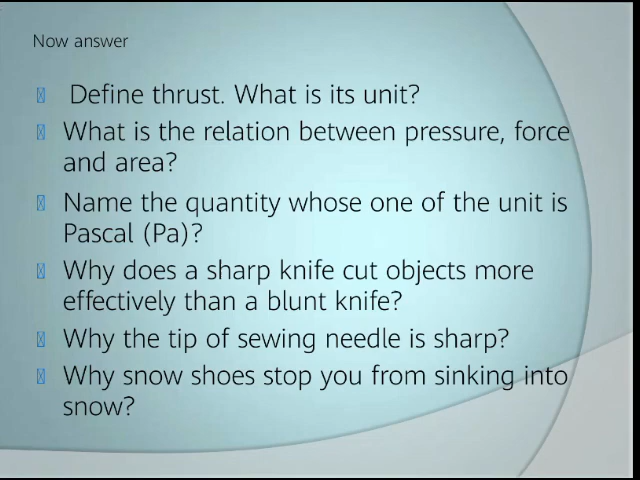 Now answer
Define thrust. What is its unit?
What is the relation between pressure, force
and area?
Name the quantity whose one of the unit is
Pascal (Pa)?
Why does a sharp knife cut objects more
effectively than a blunt knife?
Why the tip of sewing needle is sharp?
Why snow shoes stop you from sinking into
snow?